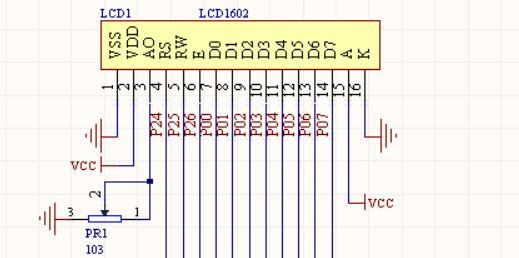 LCD1 LCD1602
VSS VDD AO RS RW E D0 D1 D2 D3 D4 D5 D6 D7 A K
1 2 3 4 5 6 7 8 9 10 11 12 13 14 15 16
P24 P25 P26 P00 P01 P02 P03 P04 P05 P06 P07
VCC
2
VCC
3 1
PR1
103